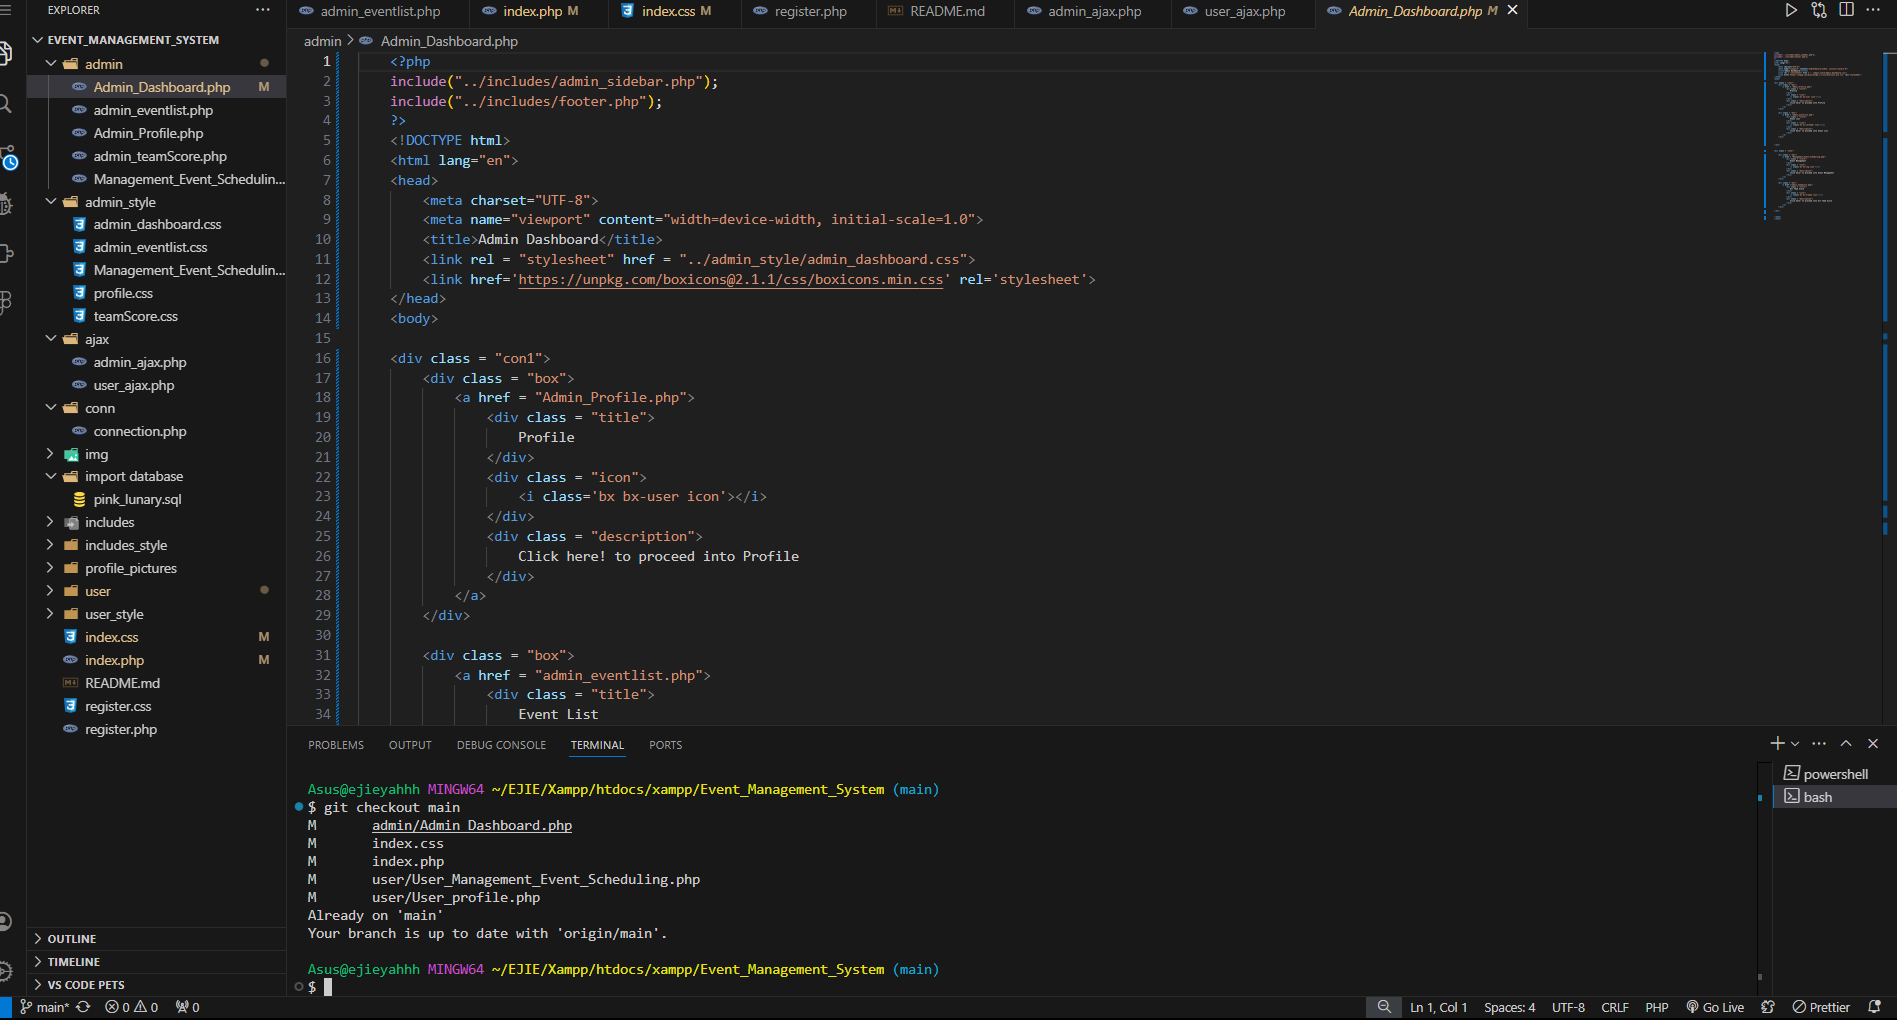 EXPLORER
EVENT_MANAGEMENT_SYSTEM
admin
Admin_Dashboard.php M
admin_eventlist.php
Admin_Profile.php
admin_teamScore.php
Management_Event_Schedulin...
admin_style
admin_dashboard.css
admin_eventlist.css
Management_Event_Schedulin...
profile.css
teamScore.css
ajax
admin_ajax.php
user_ajax.php
conn
connection.php
img
import database
pink_lunary.sql
includes
includes_style
profile_pictures
user
user_style
index.css M
index.php M
README.md
register.css
register.php
OUTLINE
TIMELINE
VS CODE PETS
admin_eventlist.php index.php M index.css M register.php README.md admin_ajax.php user_ajax.php Admin_Dashboard.php M
admin > Admin_Dashboard.php
1 <?php
2 include("../includes/admin_sidebar.php");
3 include("../includes/footer.php");
4 ?>
5 <!DOCTYPE html>
6 <html lang="en">
7 <head>
8 <meta charset="UTF-8">
9 <meta name="viewport" content="width=device-width, initial-scale=1.0">
10 <title>Admin Dashboard</title>
11 <link rel = "stylesheet" href = "../admin_style/admin_dashboard.css">
12 <link href='https://unpkg.com/boxicons@2.1.1/css/boxicons.min.css' rel='stylesheet'>
13 </head>
14 <body>
15
16 <div class = "con1">
17 <div class = "box">
18 <a href = "Admin_Profile.php">
19 <div class = "title">
20 Profile
21 </div>
22 <div class = "icon">
23 <i class='bx bx-user icon'></i>
24 </div>
25 <div class = "description">
26 Click here! to proceed into Profile
27 </div>
28 </a>
29 </div>
30
31 <div class = "box">
32 <a href = "admin_eventlist.php">
33 <div class = "title">
34 Event List
PROBLEMS OUTPUT DEBUG CONSOLE TERMINAL PORTS
Asus@ejieyahhh MINGW64 ~/EJIE/Xampp/htdocs/xampp/Event_Management_System (main)
$ git checkout main
M admin/Admin_Dashboard.php
M index.css
M index.php
M user/User_Management_Event_Scheduling.php
M user/User_profile.php
Already on 'main'
Your branch is up to date with 'origin/main'.
Asus@ejieyahhh MINGW64 ~/EJIE/Xampp/htdocs/xampp/Event_Management_System (main)
$
powershell
bash
main* 0 0 0 Ln 1, Col 1 Spaces: 4 UTF-8 CRLF PHP Go Live Prettier